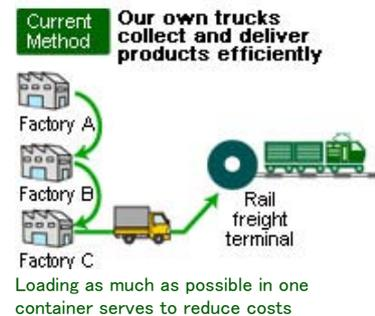 Current
Method
Our own trucks
collect and deliver
products efficiently
Factory A
Factory B
Factory C
Rail
freight
terminal
Loading as much as possible in one
container serves to reduce costs